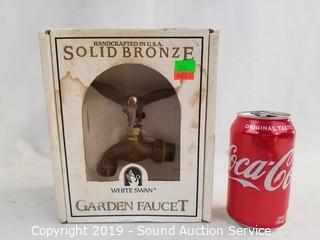 HANDCRAFTED IN U.S.A.
SOLID BRONZE
WHITE SWAN
GARDEN FAUCET
ORIGINAL TASTE
Coca-Cola
Copyright 2019 - Sound Auction Service